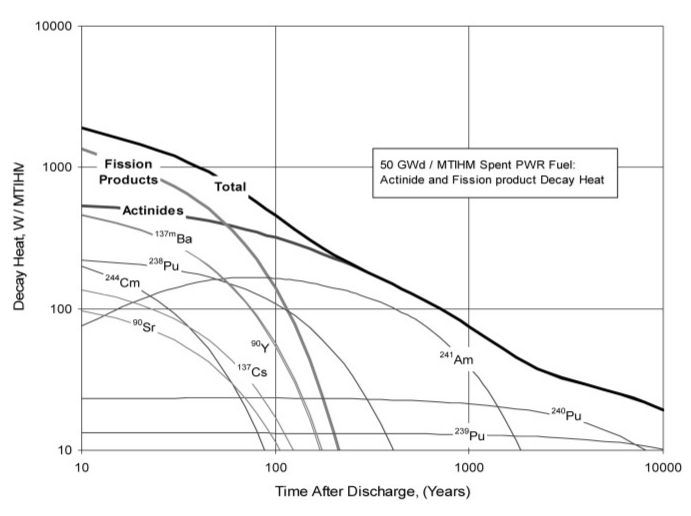 10000
1000
100
10
Decay Heat, W / MTIHM
50 GWd / MTIHM Spent PWR Fuel:
Actinide and Fission product Decay Heat
Fission
Products
Total
Actinides
137mBa
238Pu
244Cm
90Sr
90Y
137Cs
241Am
240Pu
239Pu
10
100
1000
10000
Time After Discharge, (Years)